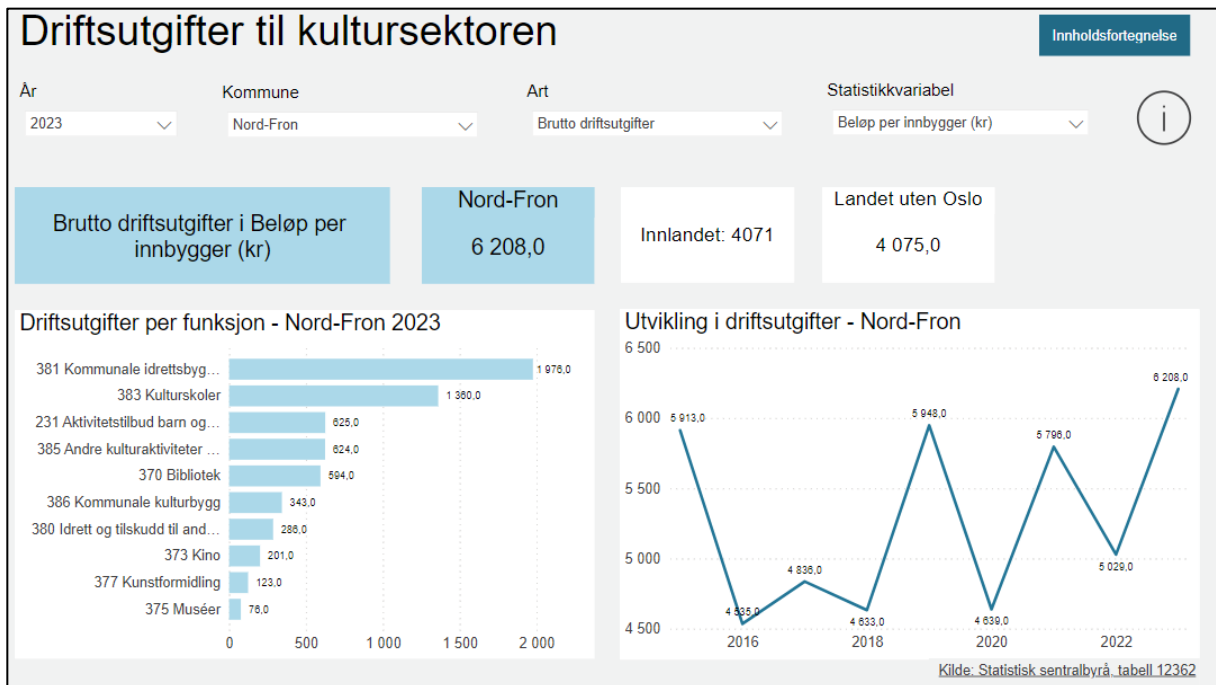 Driftsutgifter til kultursektoren
Innholdsfortegnelse
År
Kommune
Art
Statistikkvariabel
2023
Nord-Fron
Brutto driftsutgifter
Beløp per innbygger (kr)
i
Brutto driftsutgifter i Beløp per
innbygger (kr)
Nord-Fron
6 208,0
Innlandet: 4071
Landet uten Oslo
4 075,0
Driftsutgifter per funksjon - Nord-Fron 2023
381 Kommunale idrettsbyg...
1 976,0
383 Kulturskoler
1 360,0
231 Aktivitetstilbud barn og...
625,0
385 Andre kulturaktiviteter ...
624,0
370 Bibliotek
594,0
386 Kommunale kulturbygg
343,0
380 Idrett og tilskudd til and...
286,0
373 Kino
201,0
377 Kunstformidling
123,0
375 Muséer
76,0
0
500
1 000
1 500
2 000
Utvikling i driftsutgifter - Nord-Fron
6 500
6 000
5 500
5 000
4 500
5 913,0
4 535,0
4 836,0
4 633,0
5 948,0
4 639,0
5 796,0
5 029,0
6 208,0
2016
2018
2020
2022
Kilde: Statistisk sentralbyrå, tabell 12362